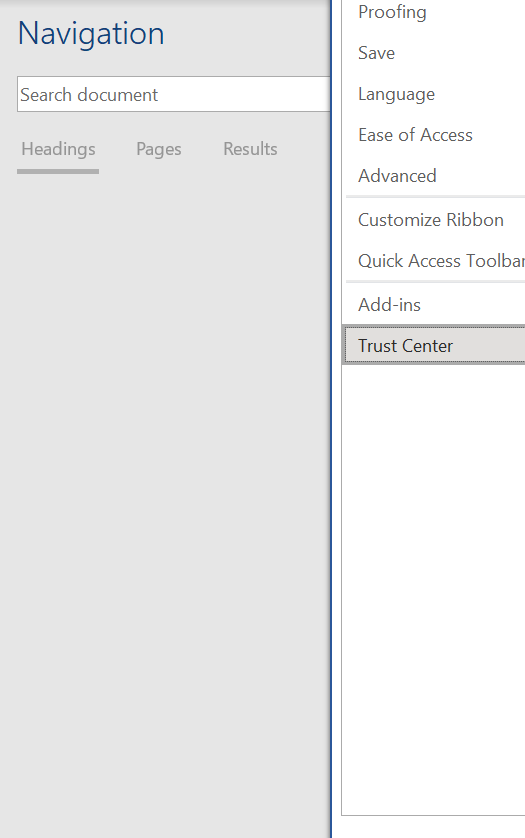 Navigation
Search document
Headings Pages Results
Proofing
Save
Language
Ease of Access
Advanced
Customize Ribbon
Quick Access Toolbar
Add-ins
Trust Center